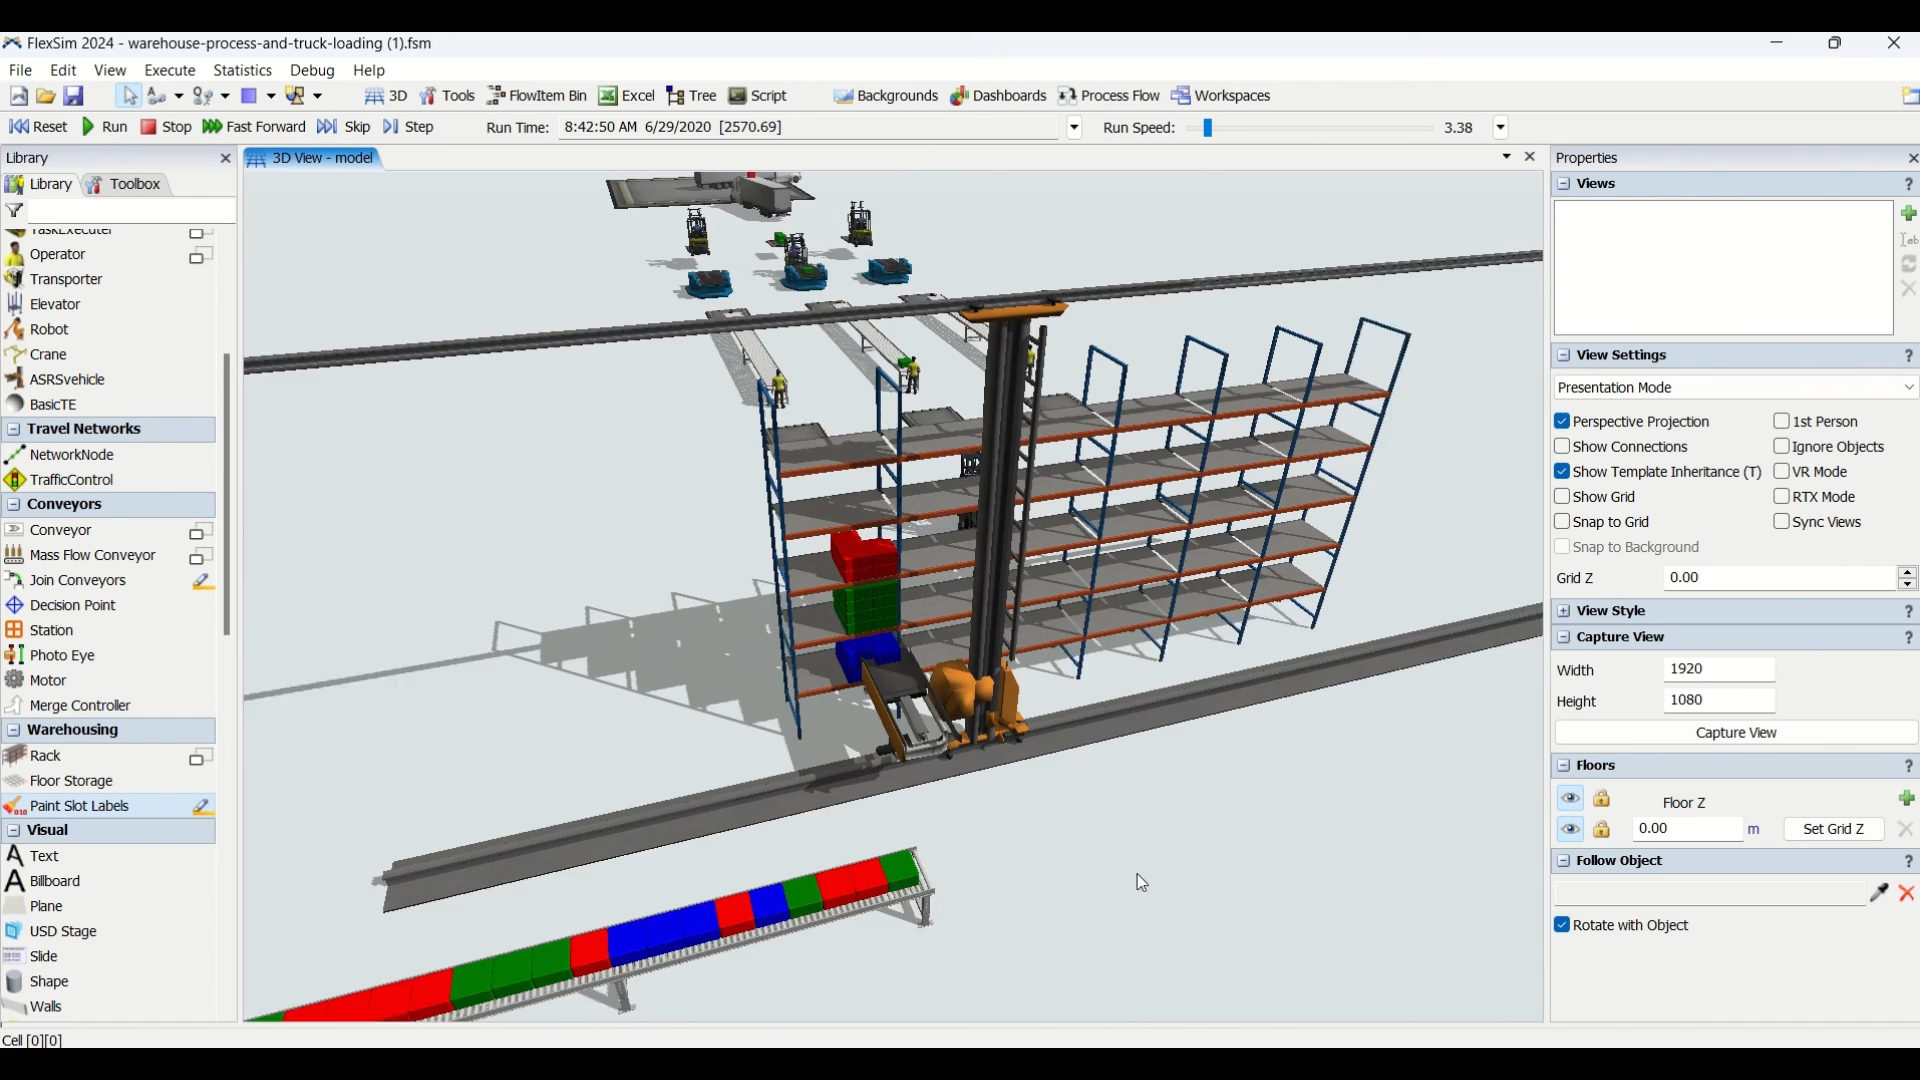 FlexSim 2024 - warehouse-process-and-truck-loading (1).fsm
File Edit View Execute Statistics Debug Help
3D Tools FlowItem Bin Excel Tree Script Backgrounds Dashboards Process Flow Workspaces
Reset Run Stop Fast Forward Skip Step Run Time: 8:42:50 AM 6/29/2020 [2570.69] Run Speed: 3.38
Library
3D View - model
Properties
Library Toolbox
Views
TaskExecuter
Operator
Transporter
Elevator
Robot
Crane
ASRSvehicle
BasicTE
Travel Networks
NetworkNode
TrafficControl
Conveyors
Conveyor
Mass Flow Conveyor
Join Conveyors
Decision Point
Station
Photo Eye
Motor
Merge Controller
Warehousing
Rack
Floor Storage
Paint Slot Labels
Visual
Text
Billboard
Plane
USD Stage
Slide
Shape
Walls
View Settings
Presentation Mode
Perspective Projection 1st Person
Show Connections Ignore Objects
Show Template Inheritance (T) VR Mode
Show Grid RTX Mode
Snap to Grid Sync Views
Snap to Background
Grid Z 0.00
View Style
Capture View
Width 1920
Height 1080
Capture View
Floors
Floor Z
0.00 m Set Grid Z
Follow Object
Rotate with Object
Cell [0][0]